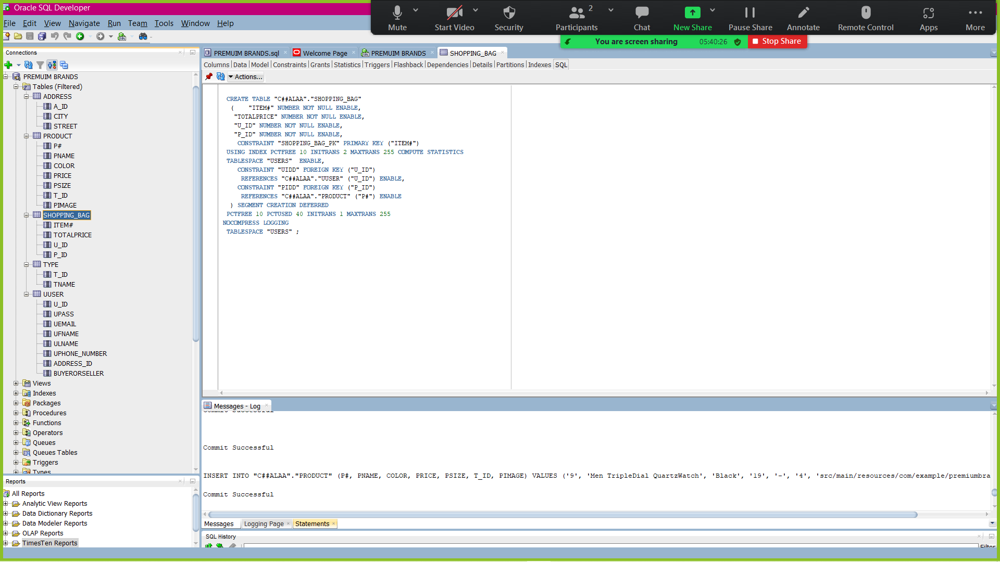 Oracle SQL Developer
File Edit View Navigate Run Team Tools Window Help
Mute
Start Video
Security
Participants
2
Chat
New Share
Pause Share
Annotate
Remote Control
Apps
More
You are screen sharing
05:40:26
Stop Share
Connections
PREMUIM BRANDS
Tables (Filtered)
ADDRESS
A_ID
CITY
STREET
PRODUCT
P#
PNAME
COLOR
PRICE
PSIZE
T_ID
PIMAGE
SHOPPING_BAG
ITEM#
TOTALPRICE
U_ID
P_ID
TYPE
T_ID
TNAME
UUSER
U_ID
UPASS
UEMAIL
UFNAME
ULNAME
UPHONE_NUMBER
ADDRESS_ID
BUYERORSELLER
Views
Indexes
Packages
Procedures
Functions
Operators
Queues
Queues Tables
Triggers
Types
Reports
All Reports
Analytic View Reports
Data Dictionary Reports
Data Modeler Reports
OLAP Reports
TimesTen Reports
PREMUIM BRANDS.sql
Welcome Page
PREMUIM BRANDS
SHOPPING_BAG
Columns Data Model Constraints Grants Statistics Triggers Flashback Dependencies Details Partitions Indexes SQL
Actions...
CREATE TABLE "C##ALAA"."SHOPPING_BAG"
( "ITEM#" NUMBER NOT NULL ENABLE,
"TOTALPRICE" NUMBER NOT NULL ENABLE,
"U_ID" NUMBER NOT NULL ENABLE,
"P_ID" NUMBER NOT NULL ENABLE,
CONSTRAINT "SHOPPING_BAG_PK" PRIMARY KEY ("ITEM#")
USING INDEX PCTFREE 10 INITRANS 2 MAXTRANS 255 COMPUTE STATISTICS
TABLESPACE "USERS" ENABLE,
CONSTRAINT "UIDD" FOREIGN KEY ("U_ID")
REFERENCES "C##ALAA"."UUSER" ("U_ID") ENABLE,
CONSTRAINT "PIDD" FOREIGN KEY ("P_ID")
REFERENCES "C##ALAA"."PRODUCT" ("P#") ENABLE
) SEGMENT CREATION DEFERRED
PCTFREE 10 PCTUSED 40 INITRANS 1 MAXTRANS 255
NOCOMPRESS LOGGING
TABLESPACE "USERS" ;
Messages - Log
Commit Successful
Commit Successful
INSERT INTO "C##ALAA"."PRODUCT" (P#, PNAME, COLOR, PRICE, PSIZE, T_ID, PIMAGE) VALUES ('9', 'Men TripleDial QuartzWatch', 'Black', '19', '-', '4', 'src/main/resources/com/example/premiumbra
Commit Successful
Messages
Logging Page
Statements
SQL History
Filter